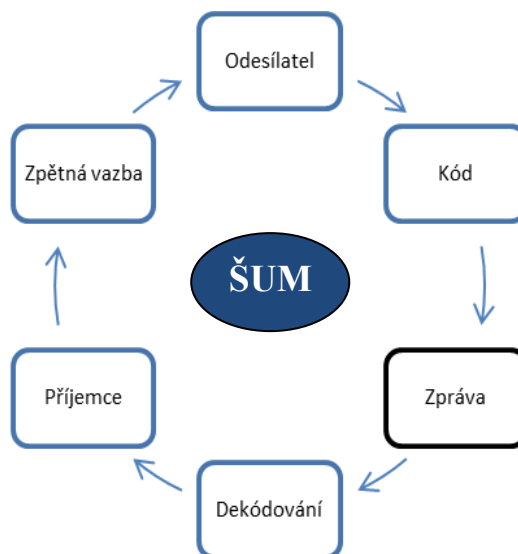 Odesílatel
Zpětná vazba
Kód
ŠUM
Příjemce
Zpráva
Dekódování